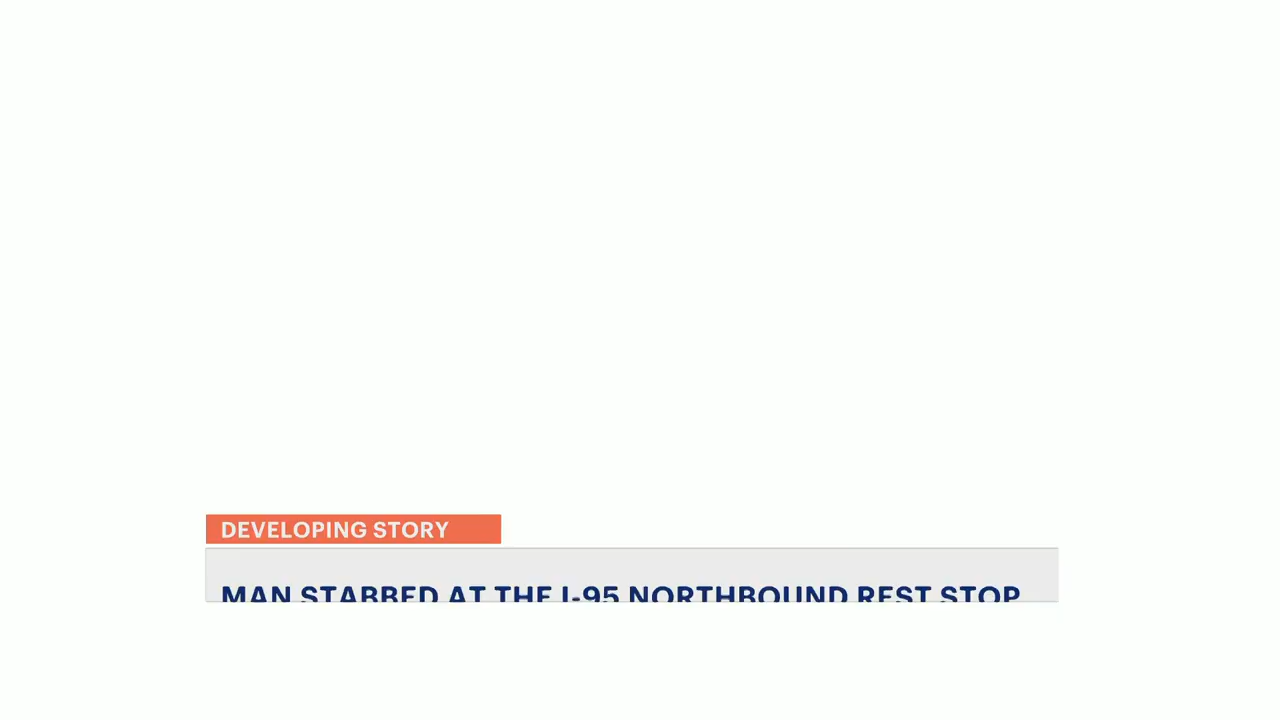 DEVELOPING STORY
MAN STABBED AT THE I-95 NORTHBOUND REST STOP